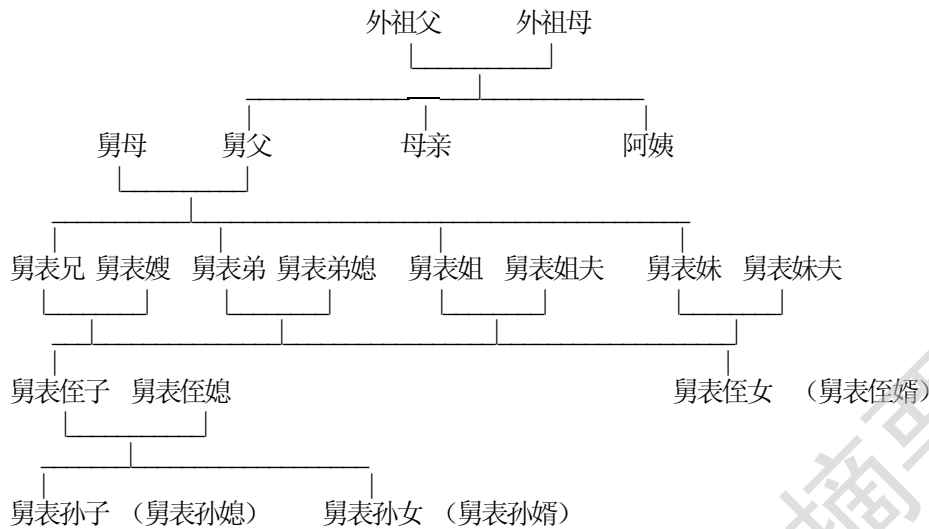 外祖父 外祖母
舅母 舅父 母亲 阿姨
舅表兄 舅表嫂 舅表弟 舅表弟媳 舅表姐 舅表姐夫 舅表妹 舅表妹夫
舅表侄子 舅表侄媳 舅表侄女 （舅表侄婿）
舅表孙子 （舅表孙媳） 舅表孙女 （舅表孙婿）
摘